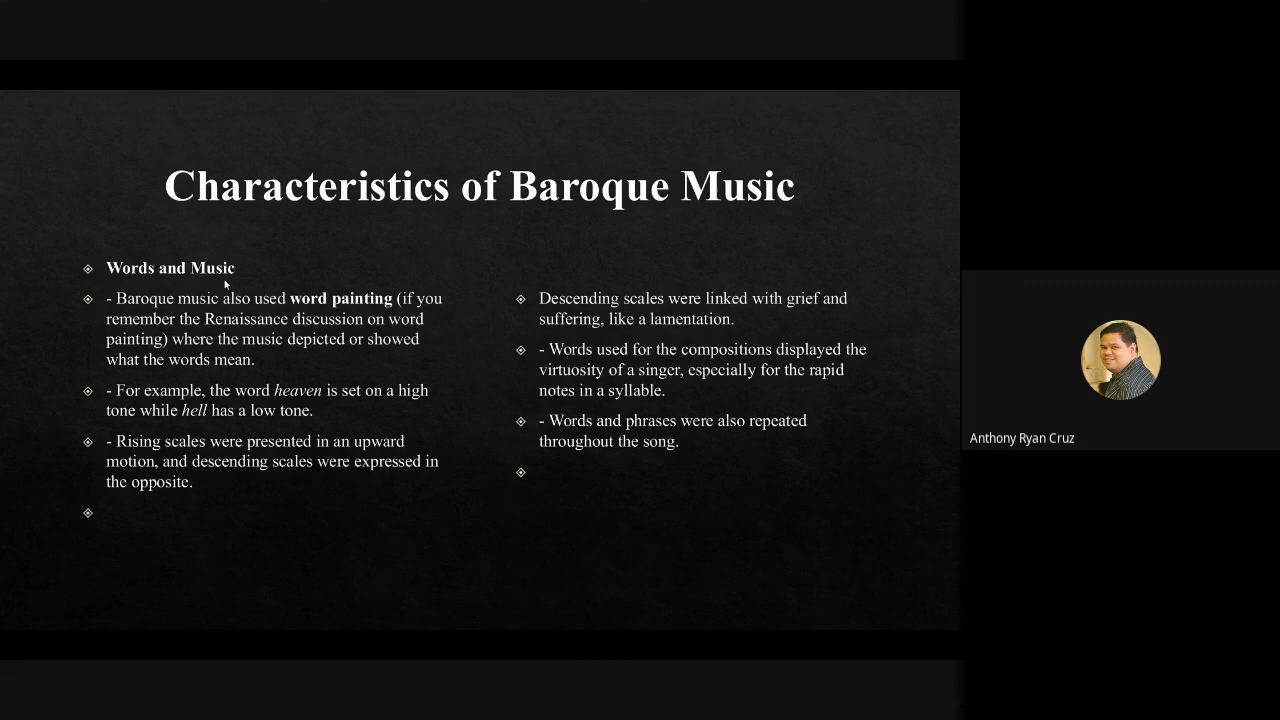 Characteristics of Baroque Music
Words and Music
- Baroque music also used word painting (if you
remember the Renaissance discussion on word
painting) where the music depicted or showed
what the words mean.
- For example, the word heaven is set on a high
tone while hell has a low tone.
- Rising scales were presented in an upward
motion, and descending scales were expressed in
the opposite.
Descending scales were linked with grief and
suffering, like a lamentation.
- Words used for the compositions displayed the
virtuosity of a singer, especially for the rapid
notes in a syllable.
- Words and phrases were also repeated
throughout the song.
Anthony Ryan Cruz